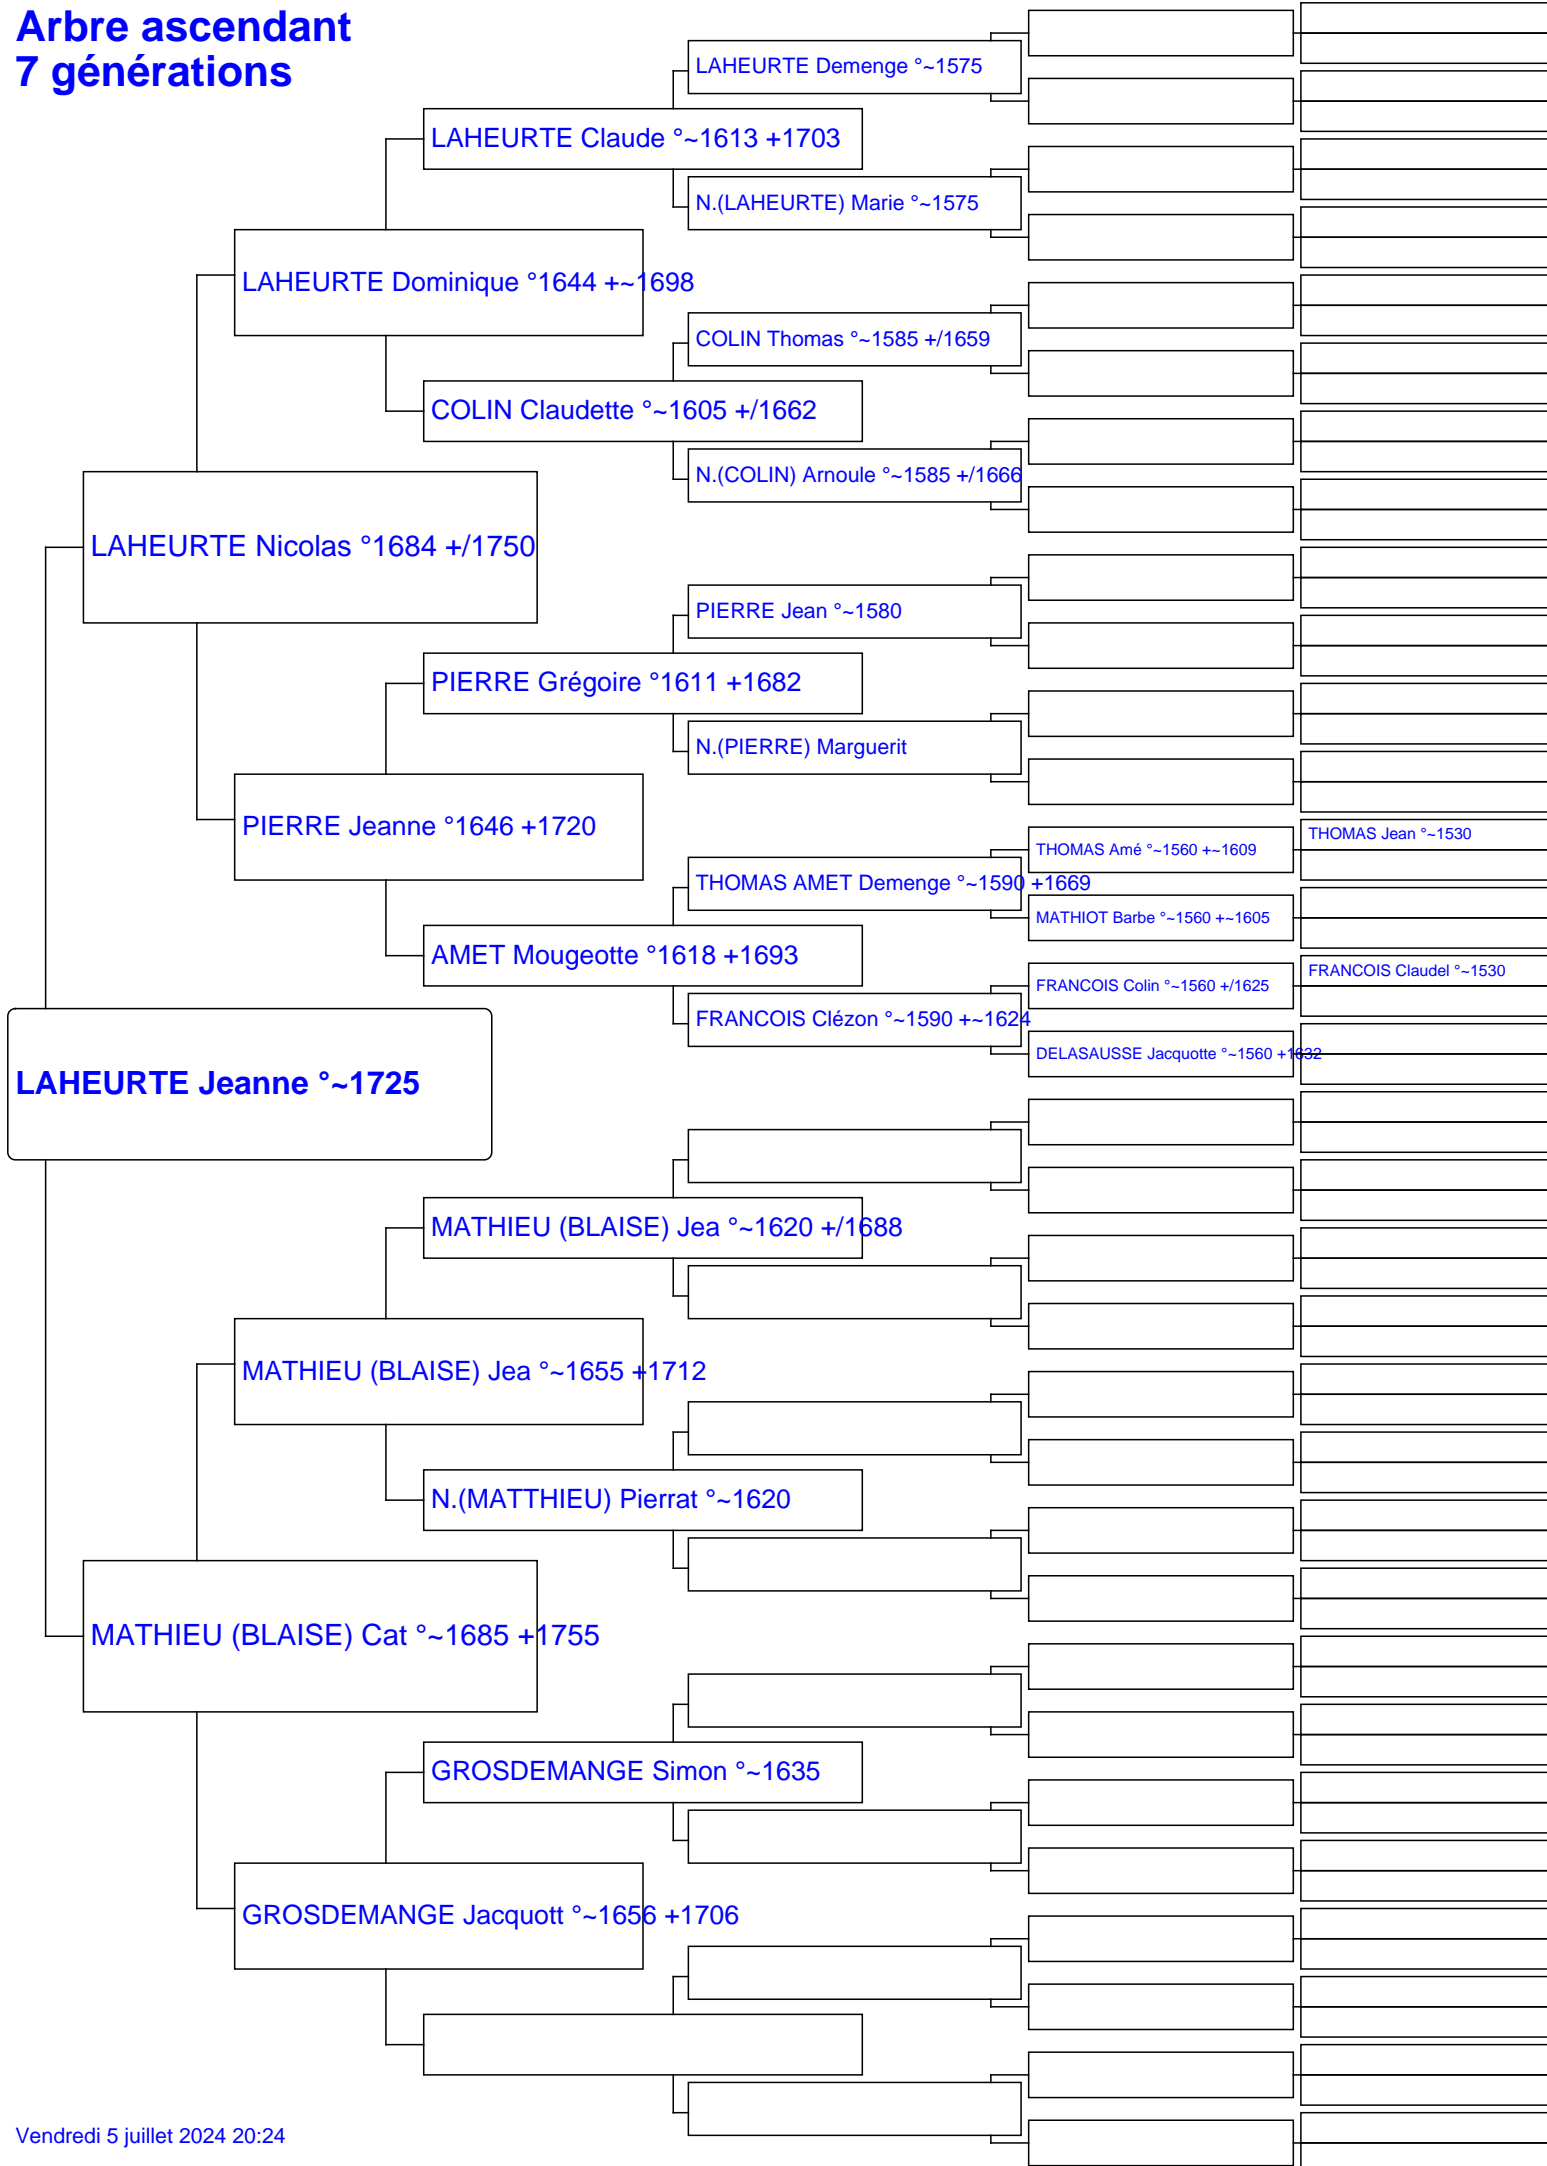 Arbre ascendant
7 générations
LAHEURTE Demenge °~1575
LAHEURTE Claude °~1613 +1703
N.(LAHEURTE) Marie °~1575
LAHEURTE Dominique °1644 +~1698
COLIN Thomas °~1585 +/1659
COLIN Claudette °~1605 +/1662
N.(COLIN) Arnoule °~1585 +/1666
LAHEURTE Nicolas °1684 +/1750
PIERRE Jean °~1580
PIERRE Grégoire °1611 +1682
N.(PIERRE) Marguerit
PIERRE Jeanne °1646 +1720
THOMAS Jean °~1530
THOMAS Amé °~1560 +~1609
THOMAS AMET Demenge °~1590 +1669
MATHIOT Barbe °~1560 +~1605
AMET Mougeotte °1618 +1693
FRANCOIS Claudel °~1530
FRANCOIS Colin °~1560 +/1625
FRANCOIS Clézon °~1590 +~1624
DELASAUSSE Jacquotte °~1560 +1632
LAHEURTE Jeanne °~1725
MATHIEU (BLAISE) Jea °~1620 +/1688
MATHIEU (BLAISE) Jea °~1655 +1712
N.(MATTHIEU) Pierrat °~1620
MATHIEU (BLAISE) Cat °~1685 +1755
GROSDEMANGE Simon °~1635
GROSDEMANGE Jacquott °~1656 +1706
Vendredi 5 juillet 2024 20:24